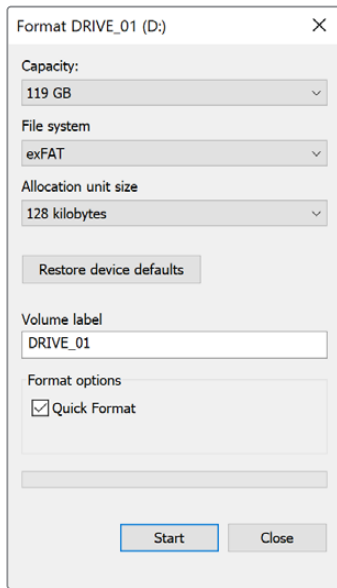 Format DRIVE_01 (D:)
Capacity:
119 GB
File system
exFAT
Allocation unit size
128 kilobytes
Restore device defaults
Volume label
DRIVE_01
Format options
Quick Format
Start Close